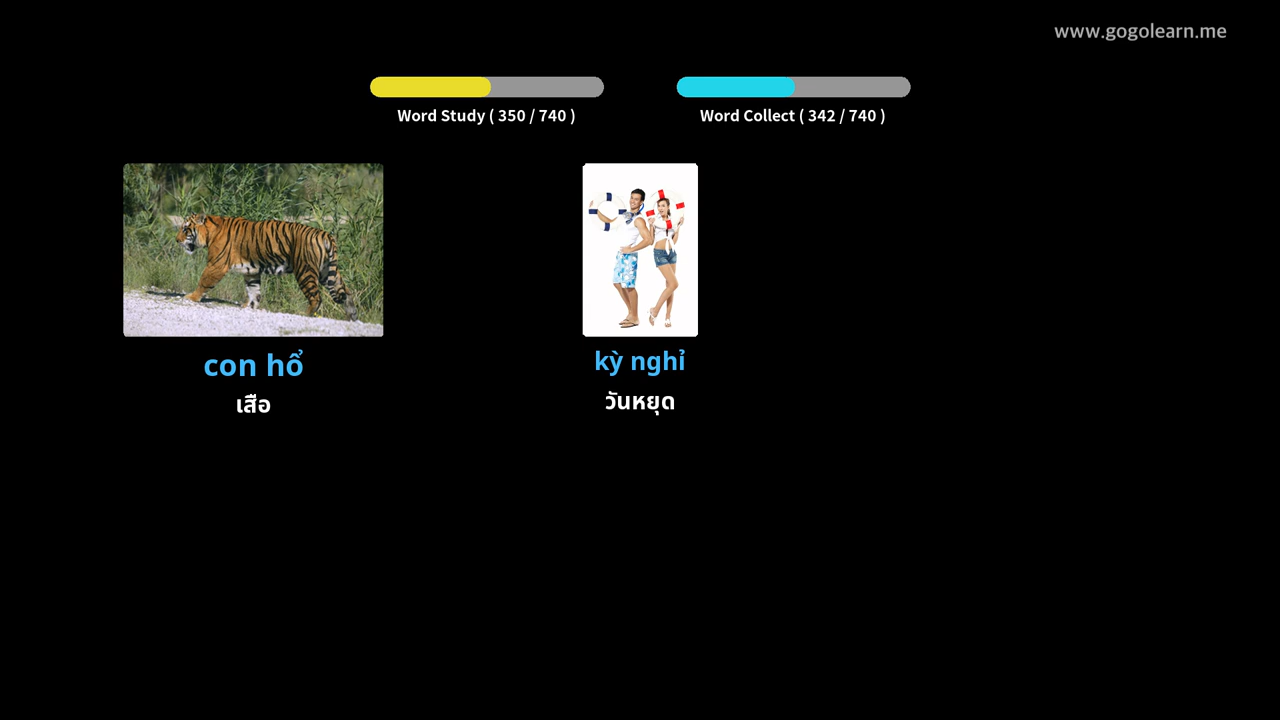 www.gogolearn.me
Word Study ( 350 / 740 )
Word Collect ( 342 / 740 )
con hổ
เสือ
kỳ nghỉ
วันหยุด